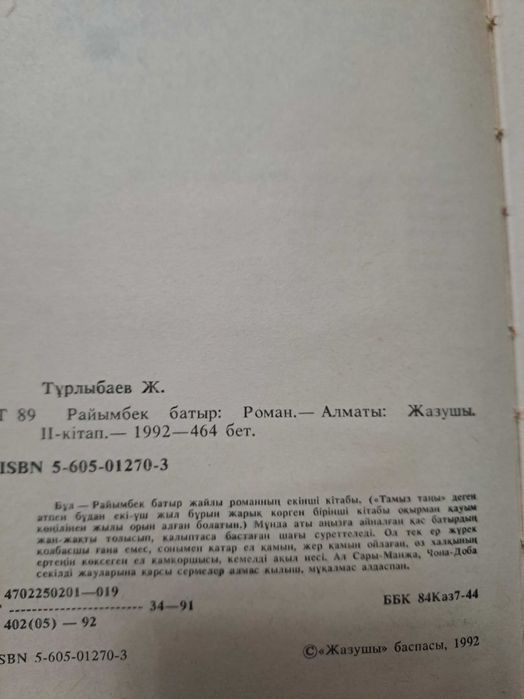 Тұрлыбаев Ж.
Т 89 Райымбек батыр: Роман.— Алматы: Жазушы.
II-кітап.— 1992—464 бет.
ISBN 5-605-01270-3
Бұл — Райымбек батыр жайлы романның екінші кітабы. («Тамыз таңы» деген
атпен бұдан екі-үш жыл бұрын жарық көрген бірінші кітабы оқырман қауым
көңілінен жылы орын алған болатын.) Мұнда аты аңызға айналған қас батырдың
жан-жақты толысып, қалыптаса бастаған шағы суреттеледі. Ол тек ер жүрек
қолбасшы ғана емес, сонымен қатар ел қамын, жер қамын ойлаған, өз халқының
ертеңін көксеген ел қамқоршысы, кемелді ақыл иесі. Ал Сары-Манжа, Чона-Доба
секілді жауларына қарсы сермелер алмас қылыш, мұқалмас алдаспан.
4702250201—019
Т ---------------------- 34—91
402(05) — 92
ББК 84Каз7-44
ISBN 5-605-01270-3
©«Жазушы» баспасы, 1992